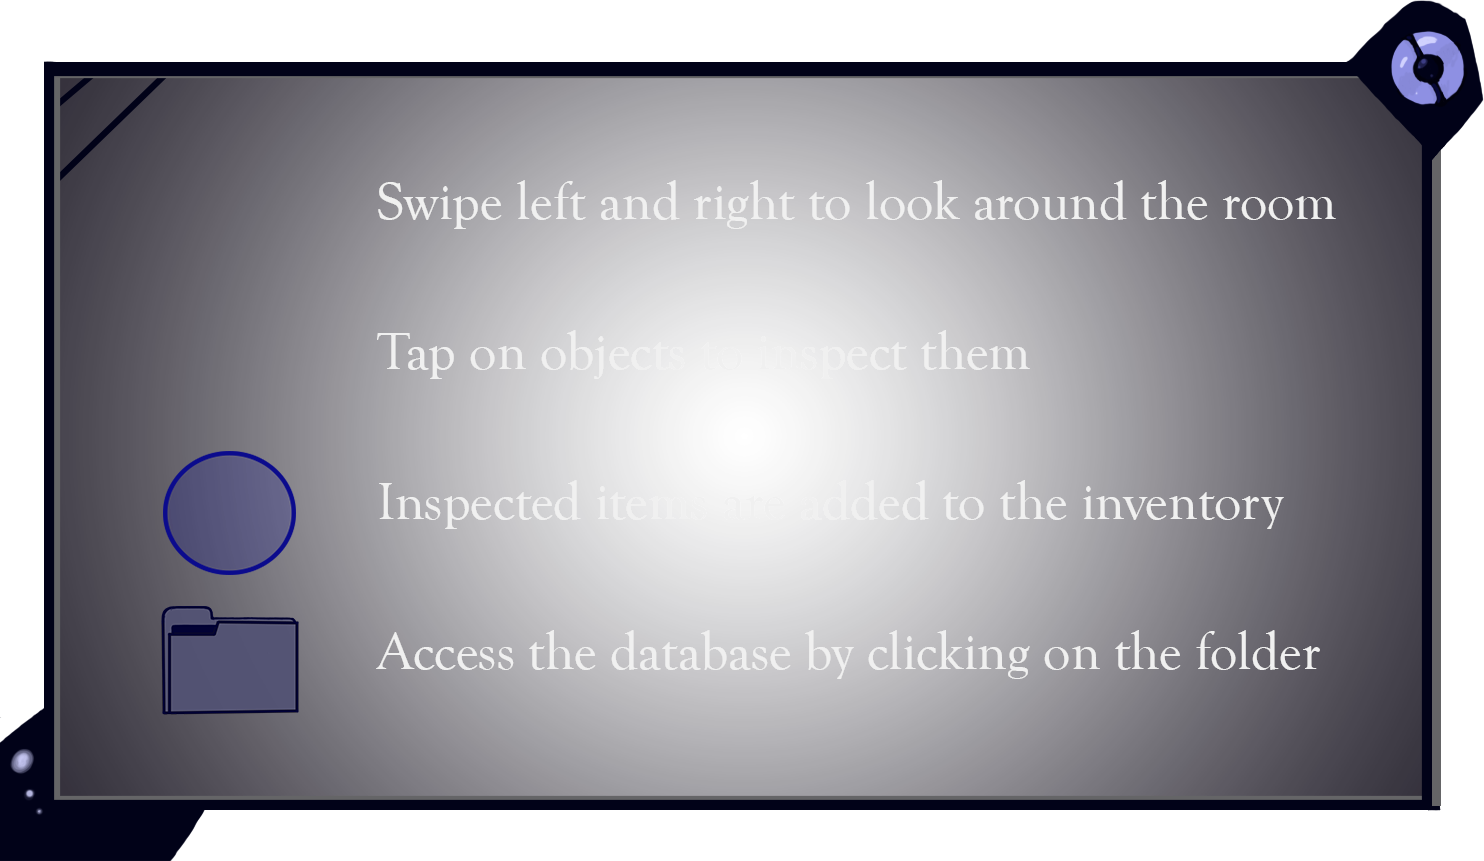 Swipe left and right to look around the room
Tap on objects to inspect them
Inspected items are added to the inventory
Access the database by clicking on the folder